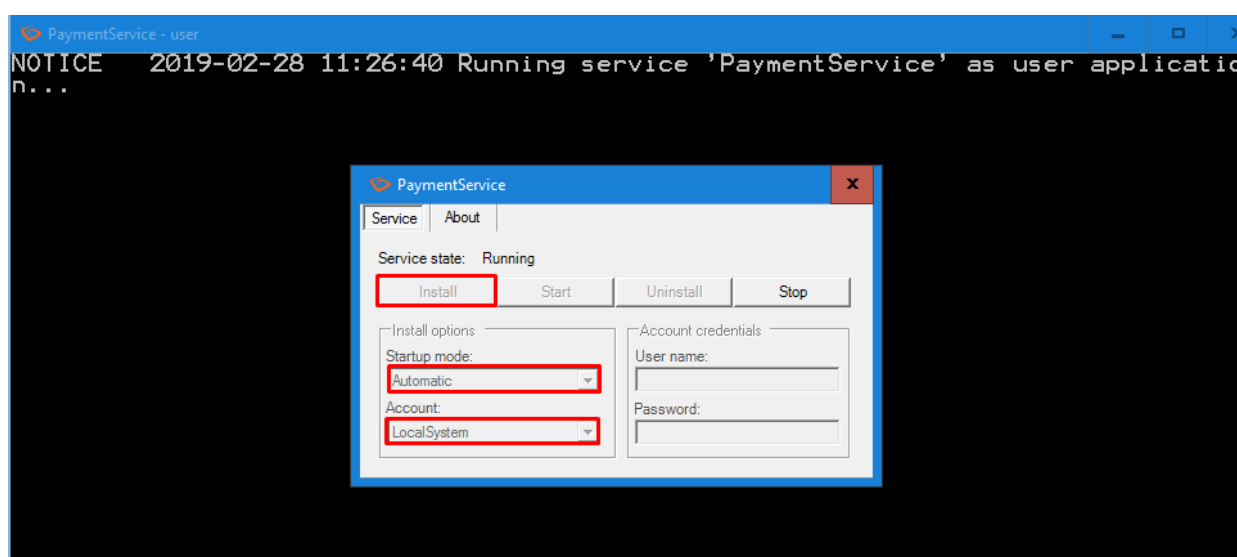 PaymentService - user
NOTICE 2019-02-28 11:26:40 Running service 'PaymentService' as user applicatio
n...
PaymentService
x
Service About
Service state: Running
Install Start Uninstall Stop
Install options Account credentials
Startup mode: User name:
Automatic
Account: Password:
LocalSystem